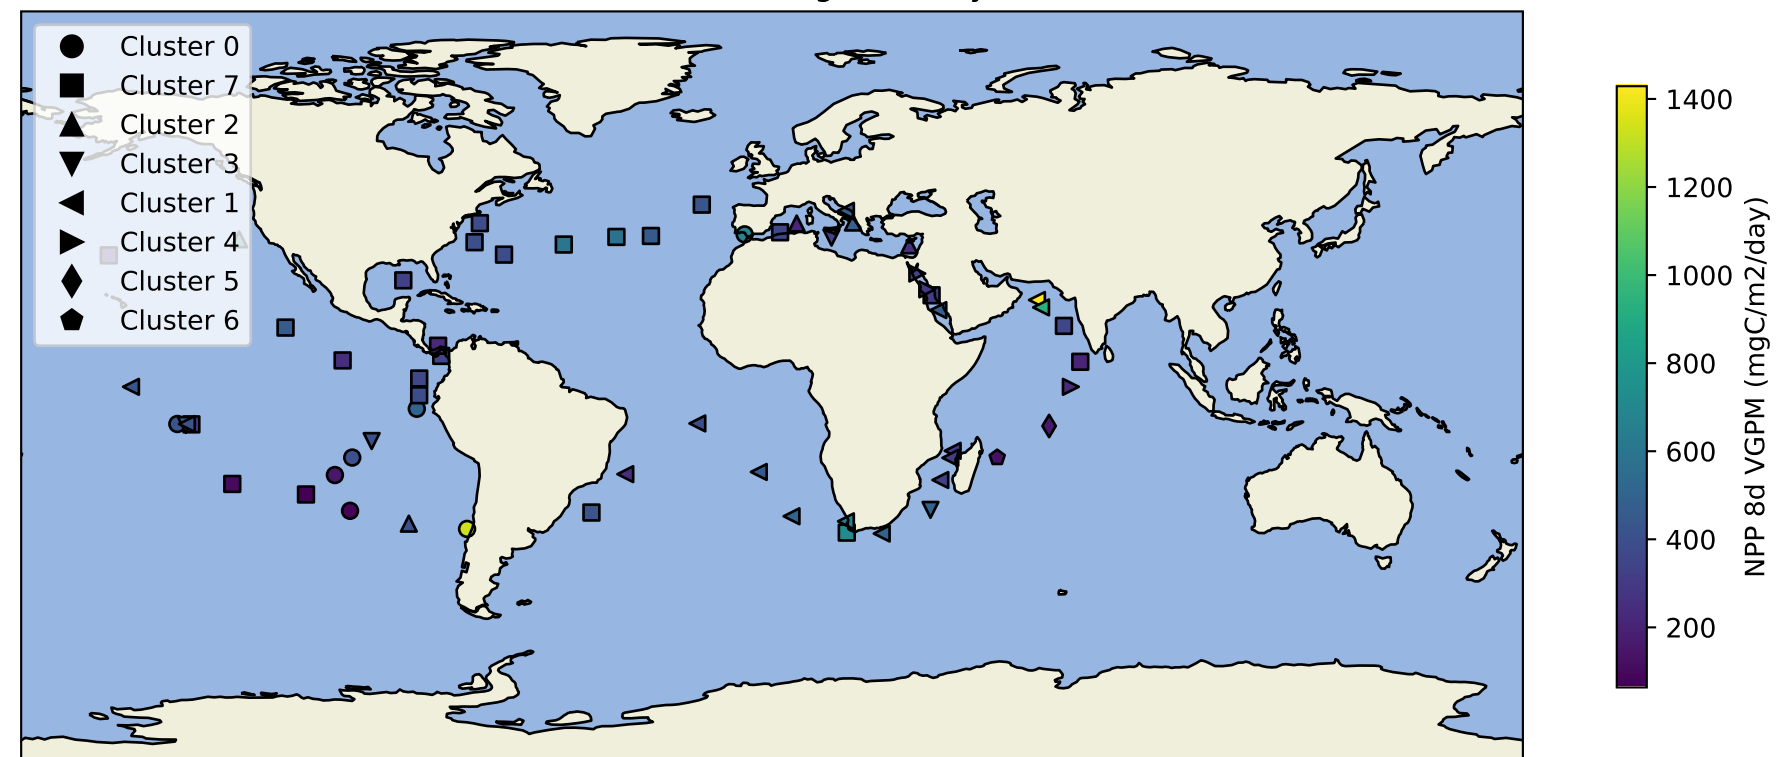 Cluster 0
Cluster 7
Cluster 2
Cluster 3
Cluster 1
Cluster 4
Cluster 5
Cluster 6
1400
1200
1000
800
600
400
200
NPP 8d VGPM (mgC/m2/day)